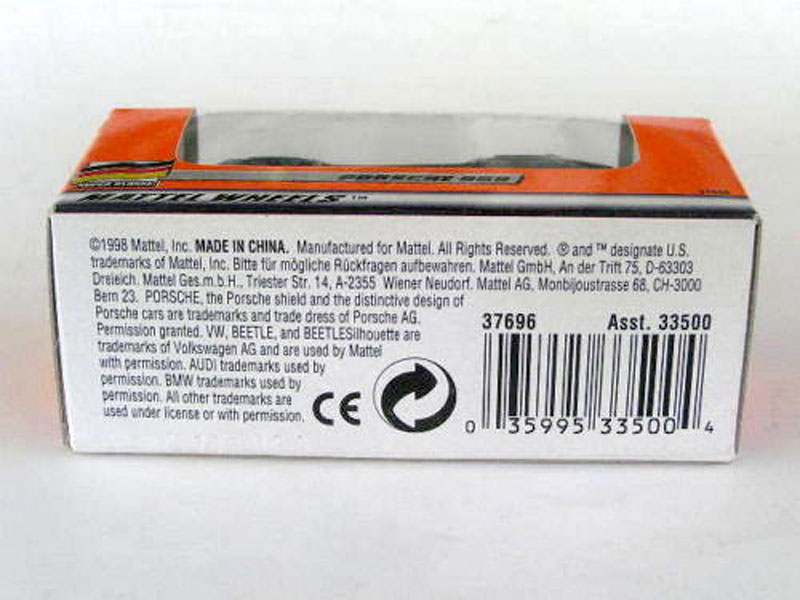 MATTEL WHEELS™
©1998 Mattel, Inc. MADE IN CHINA. Manufactured for Mattel. All Rights Reserved. ® and ™ designate U.S.
trademarks of Mattel, Inc. Bitte für mögliche Rückfragen aufbewahren. Mattel GmbH, An der Tritt 75, D-63303
Dreieich. Mattel Ges.m.b.H., Triester Str. 14, A-2355 Wiener Neudorf. Mattel AG, Monbijoustrasse 68, CH-3000
Bern 23. PORSCHE, the Porsche shield and the distinctive design of
Porsche cars are trademarks and trade dress of Porsche AG.
Permission granted. VW, BEETLE, and BEETLESilhouette are
trademarks of Volkswagen AG and are used by Mattel
with permission. AUDI trademarks used by
permission. BMW trademarks used by
permission. All other trademarks are
used under license or with permission.
CE
37696 Asst. 33500
0 35995 33500 4